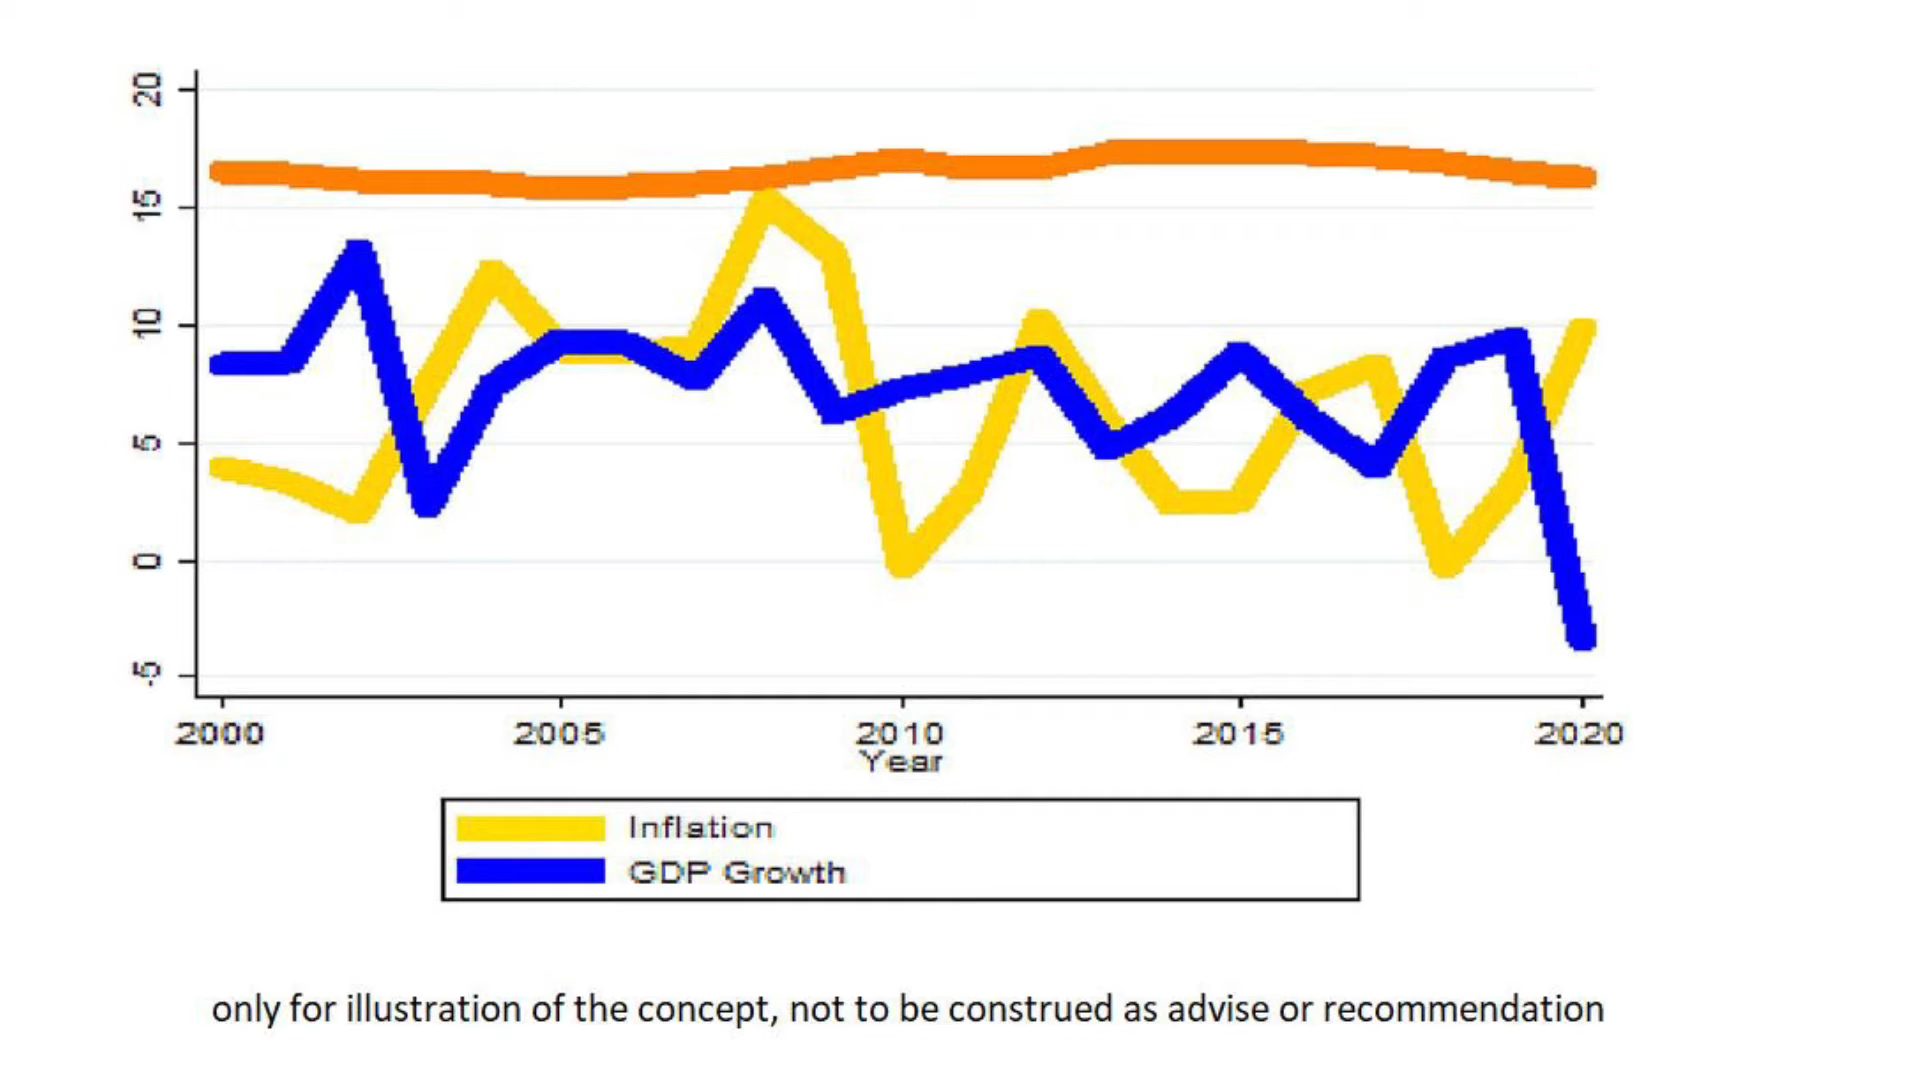 20
15
10
5
0
-5
2000 2005 2010 2015 2020
Year
Inflation
GDP Growth
only for illustration of the concept, not to be construed as advise or recommendation